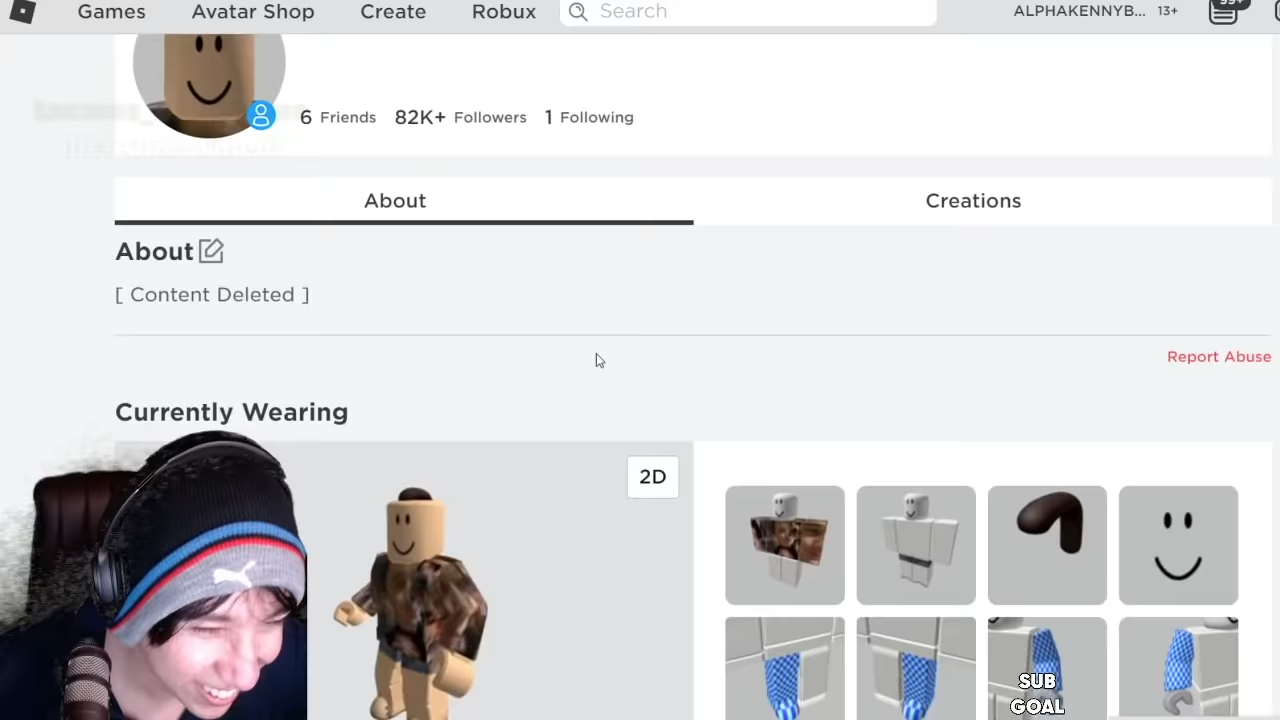 Games Avatar Shop Create Robux Search ALPHAKENNYB... 13+ 99+
6 Friends 82K+ Followers 1 Following
About Creations
About
[ Content Deleted ]
Report Abuse
Currently Wearing
2D
SUB
GOAL